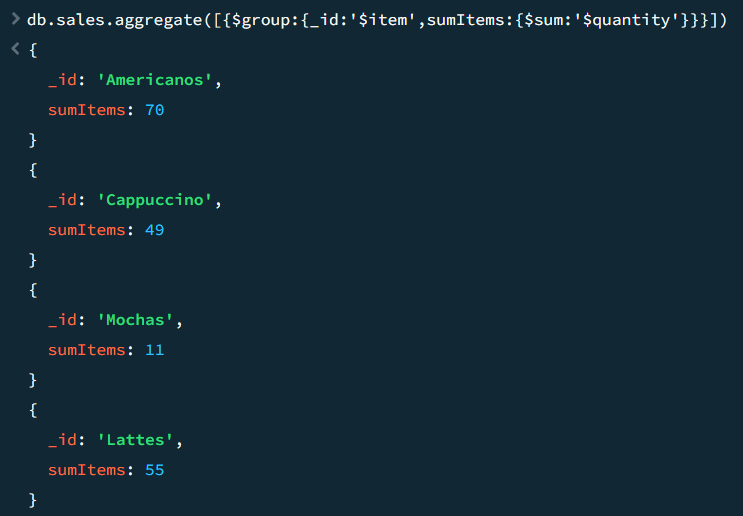 > db.sales.aggregate([{$group:{_id:'$item',sumItems:{$sum:'$quantity'}}}])
< {
_id: 'Americanos',
sumItems: 70
}
{
_id: 'Cappuccino',
sumItems: 49
}
{
_id: 'Mochas',
sumItems: 11
}
{
_id: 'Lattes',
sumItems: 55
}